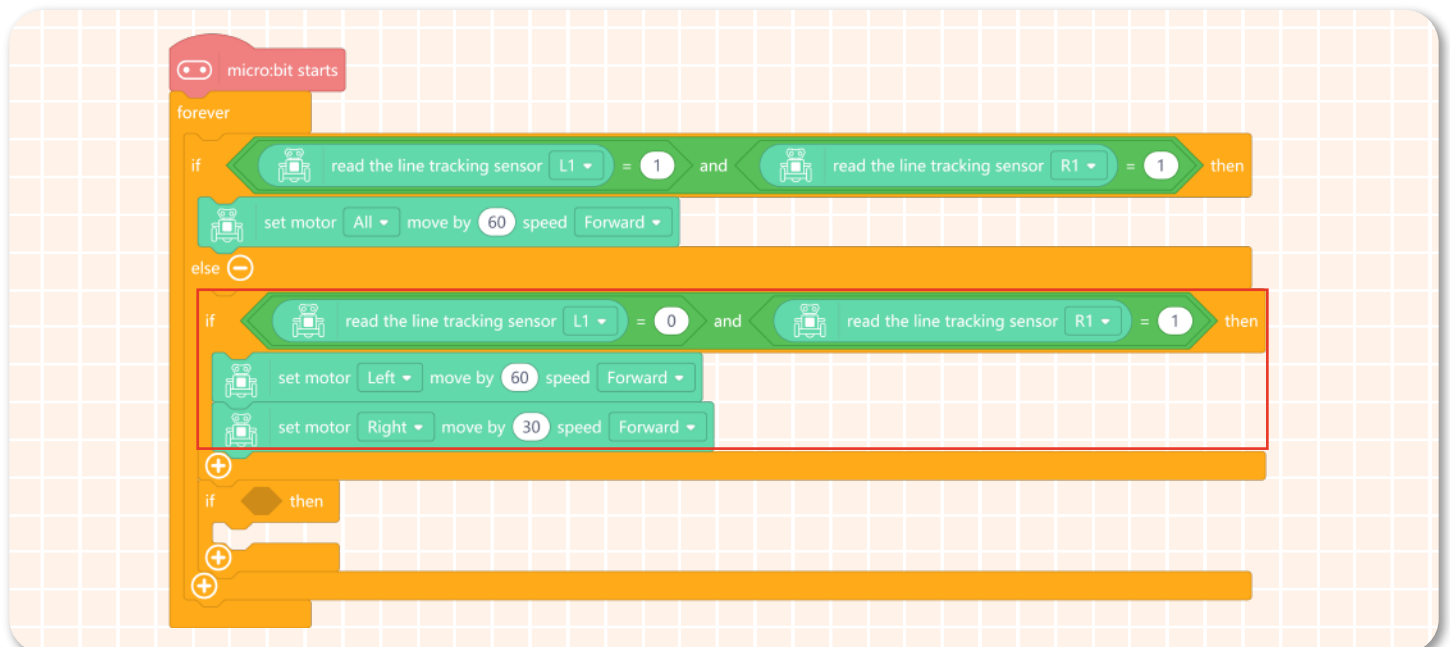 micro:bit starts
forever
if read the line tracking sensor L1 = 1 and read the line tracking sensor R1 = 1 then
set motor All move by 60 speed Forward
else
if read the line tracking sensor L1 = 0 and read the line tracking sensor R1 = 1 then
set motor Left move by 60 speed Forward
set motor Right move by 30 speed Forward
if then